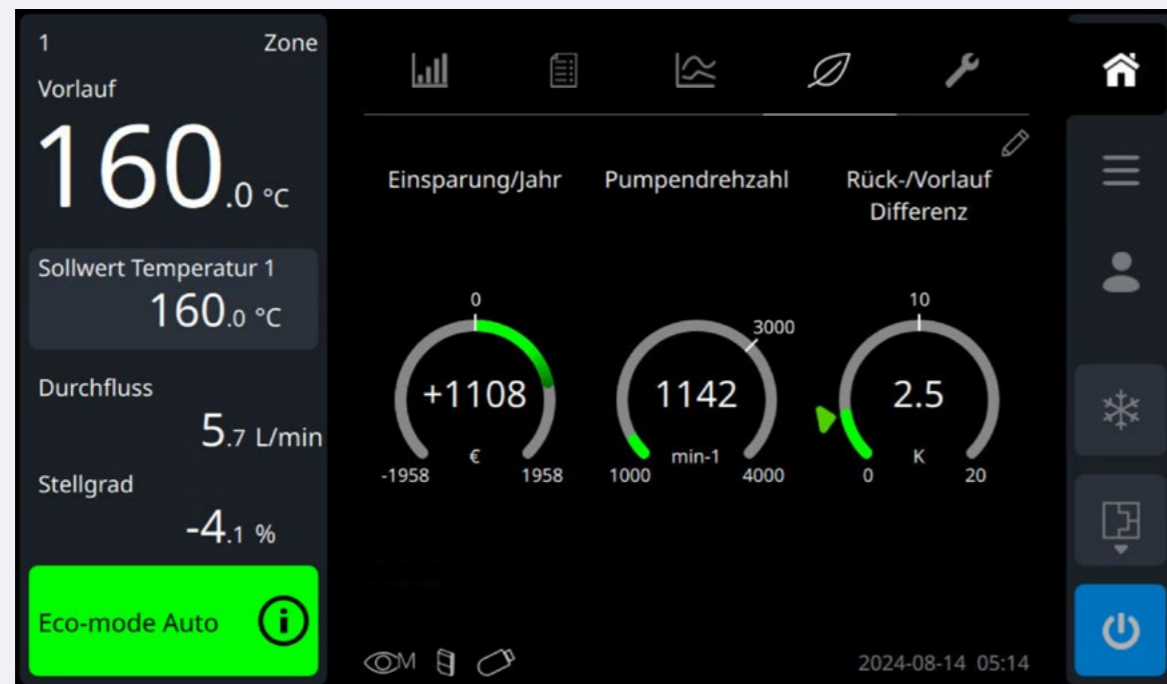 1 Zone
Vorlauf
160.0 °C
Sollwert Temperatur 1
160.0 °C
Durchfluss
5.7 L/min
Stellgrad
-4.1 %
Eco-mode Auto
Einsparung/Jahr
0
+1108
€
-1958 1958
Pumpendrehzahl
3000
1142
min-1
1000 4000
Rück-/Vorlauf
Differenz
10
2.5
K
0 20
M
2024-08-14 05:14